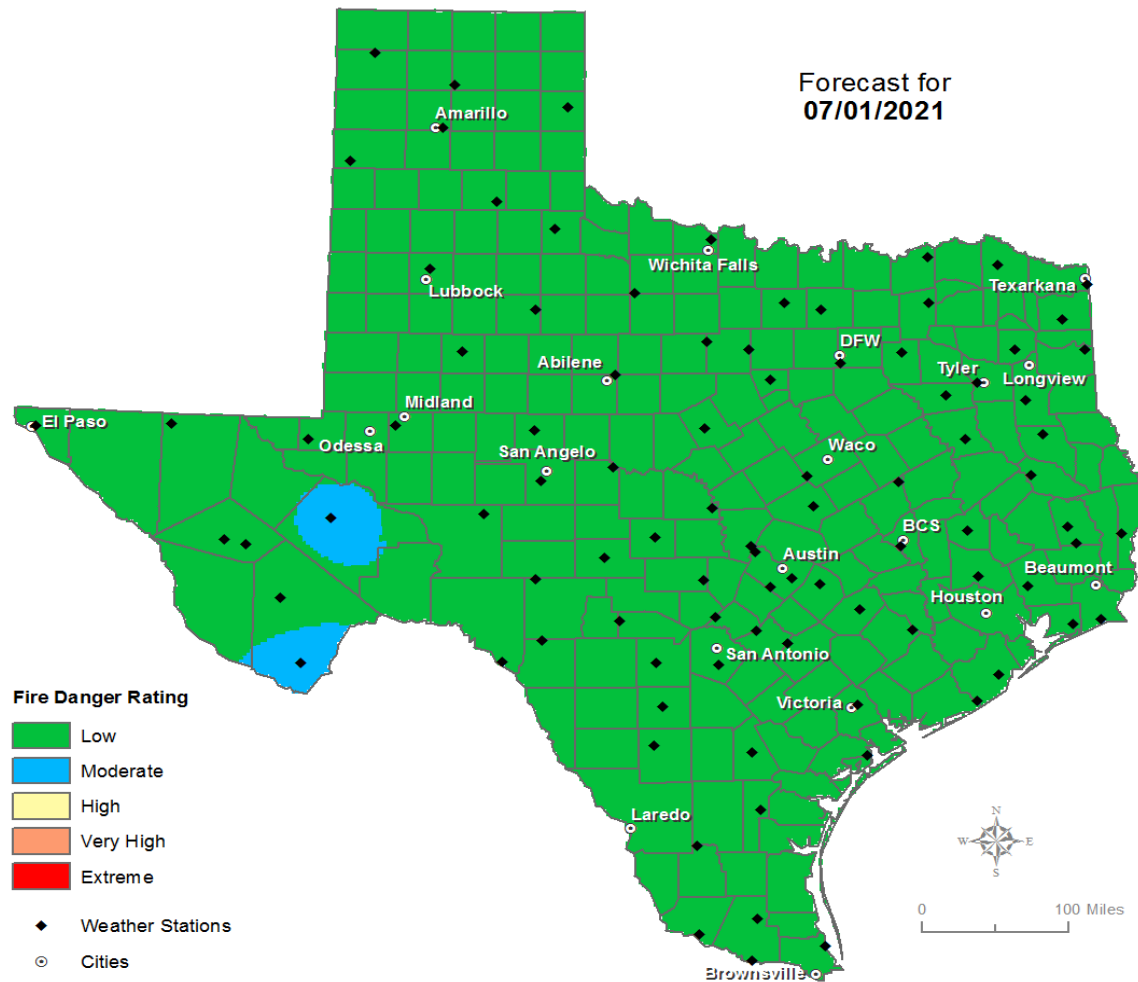 Forecast for
07/01/2021
Amarillo
Wichita Falls
Lubbock
Texarkana
DFW
Abilene
Tyler
Longview
Midland
El Paso
Odessa
San Angelo
Waco
BCS
Austin
Beaumont
Houston
San Antonio
Victoria
Laredo
Brownsville
Fire Danger Rating
Low
Moderate
High
Very High
Extreme
Weather Stations
Cities
N
W E
S
0 100 Miles